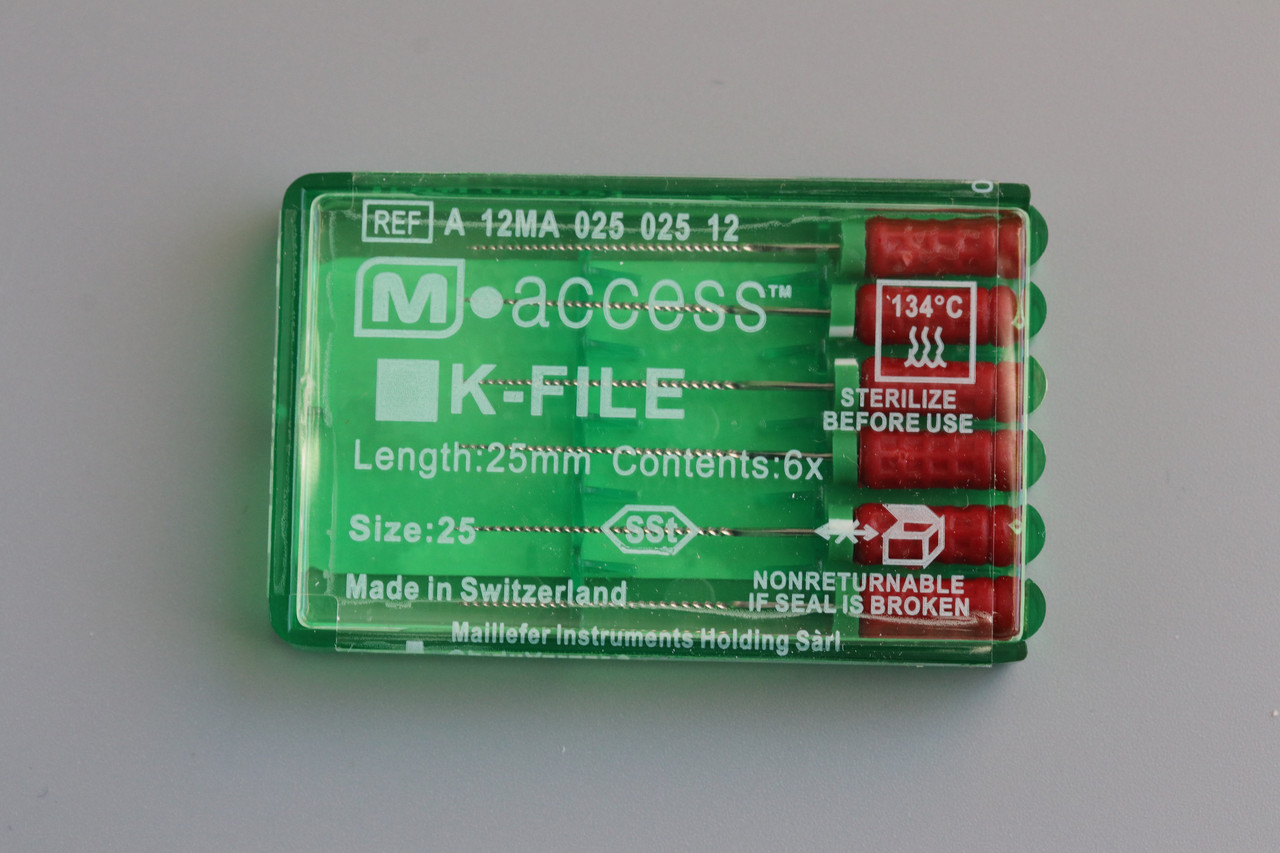 REF A 12MA 025 025 12
M access™
134°C
K-FILE
STERILIZE
BEFORE USE
Length:25mm Contents:6x
Size:25 SSt
NONRETURNABLE
IF SEAL IS BROKEN
Made in Switzerland
Maillefer Instruments Holding Sàrl